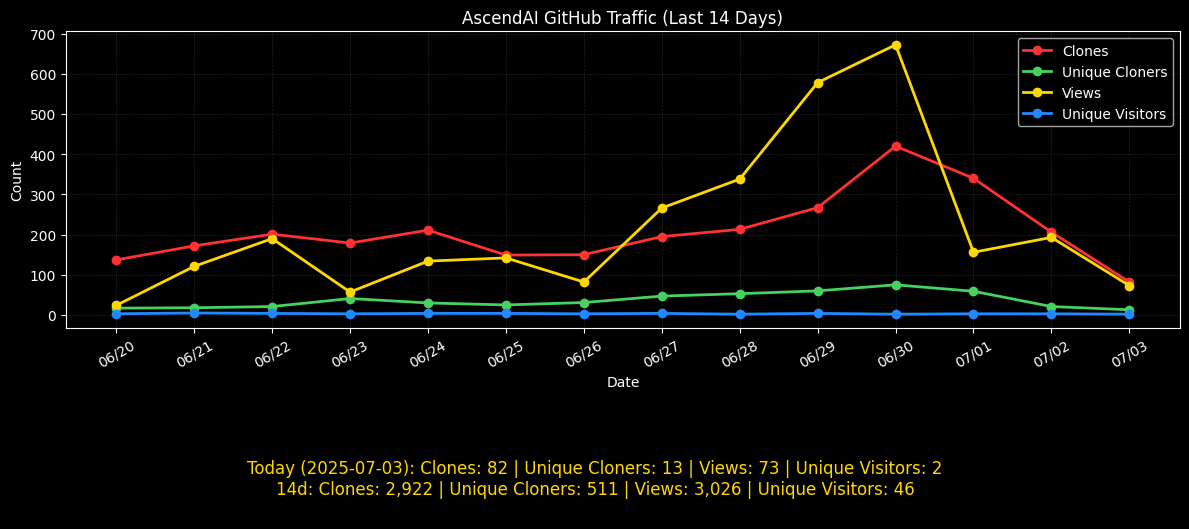 AscendAI GitHub Traffic (Last 14 Days)
700
600
500
400
300
200
100
0
Count
Clones
Unique Cloners
Views
Unique Visitors
06/20 06/21 06/22 06/23 06/24 06/25 06/26 06/27 06/28 06/29 06/30 07/01 07/02 07/03
Date
Today (2025-07-03): Clones: 82 | Unique Cloners: 13 | Views: 73 | Unique Visitors: 2
14d: Clones: 2,922 | Unique Cloners: 511 | Views: 3,026 | Unique Visitors: 46